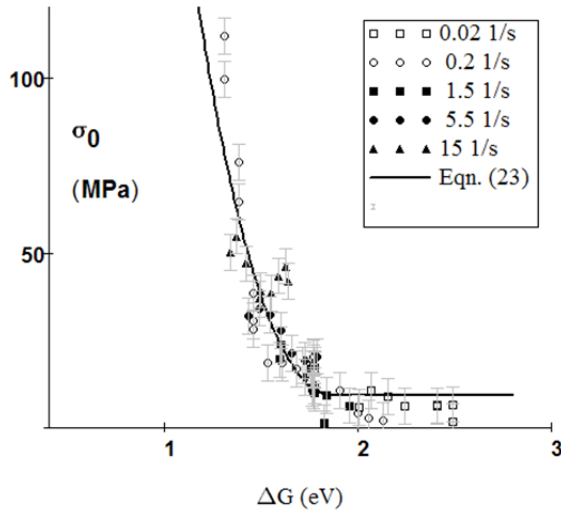 100
σ0
(MPa)
50
1
2
3
ΔG (eV)
0.02 1/s
0.2 1/s
1.5 1/s
5.5 1/s
15 1/s
Eqn. (23)